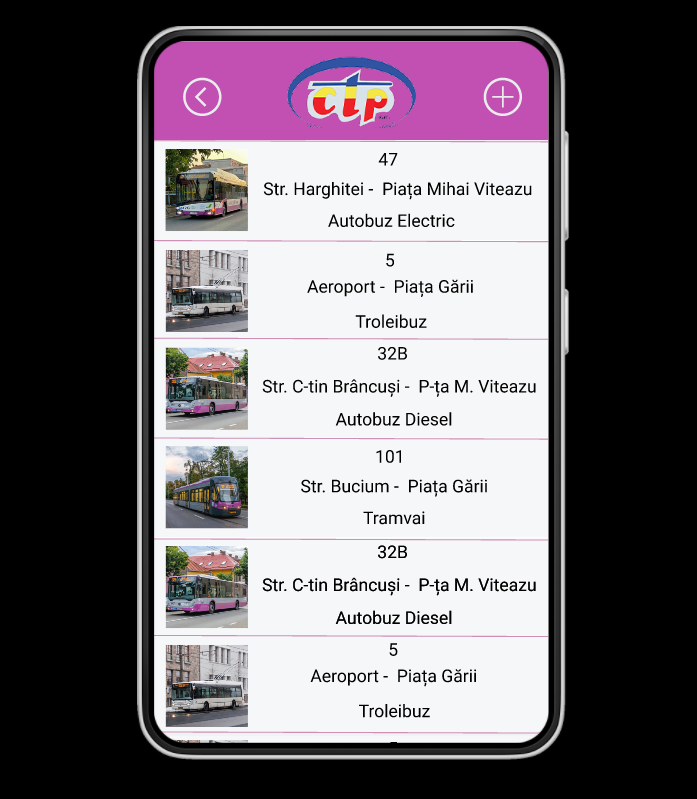 ctp
47
Str. Harghitei - Piața Mihai Viteazu
Autobuz Electric
5
Aeroport - Piața Gării
Troleibuz
32B
Str. C-tin Brâncuși - P-ța M. Viteazu
Autobuz Diesel
101
Str. Bucium - Piața Gării
Tramvai
32B
Str. C-tin Brâncuși - P-ța M. Viteazu
Autobuz Diesel
5
Aeroport - Piața Gării
Troleibuz